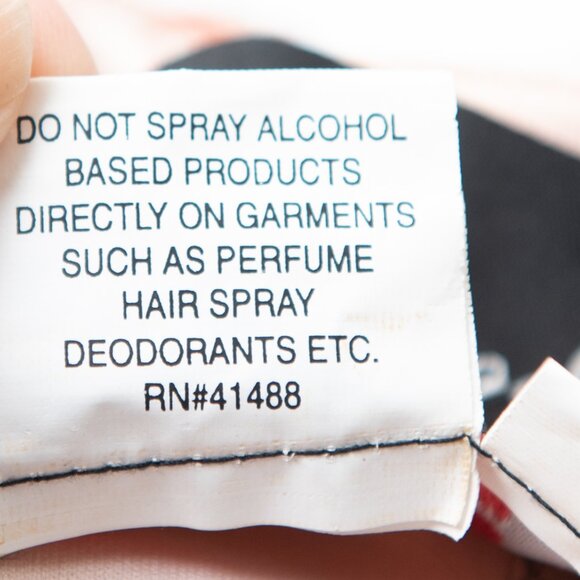 DO NOT SPRAY ALCOHOL
BASED PRODUCTS
DIRECTLY ON GARMENTS
SUCH AS PERFUME
HAIR SPRAY
DEODORANTS ETC.
RN#41488